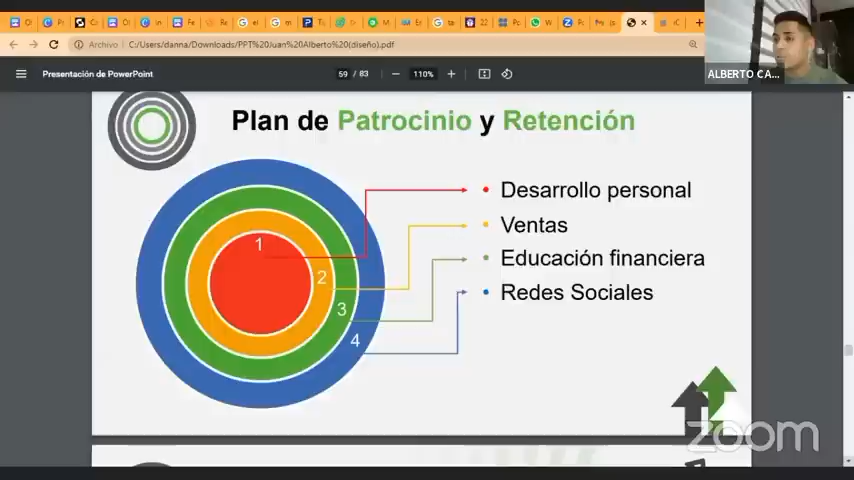 Archivo
C:/Users/danna/Downloads/PPT%20Juan%20Alberto%20(diseño).pdf
Presentación de PowerPoint
59 / 83
110%
ALBERTO CA...
Plan de Patrocinio y Retención
1
2
3
4
• Desarrollo personal
• Ventas
• Educación financiera
• Redes Sociales
zoom